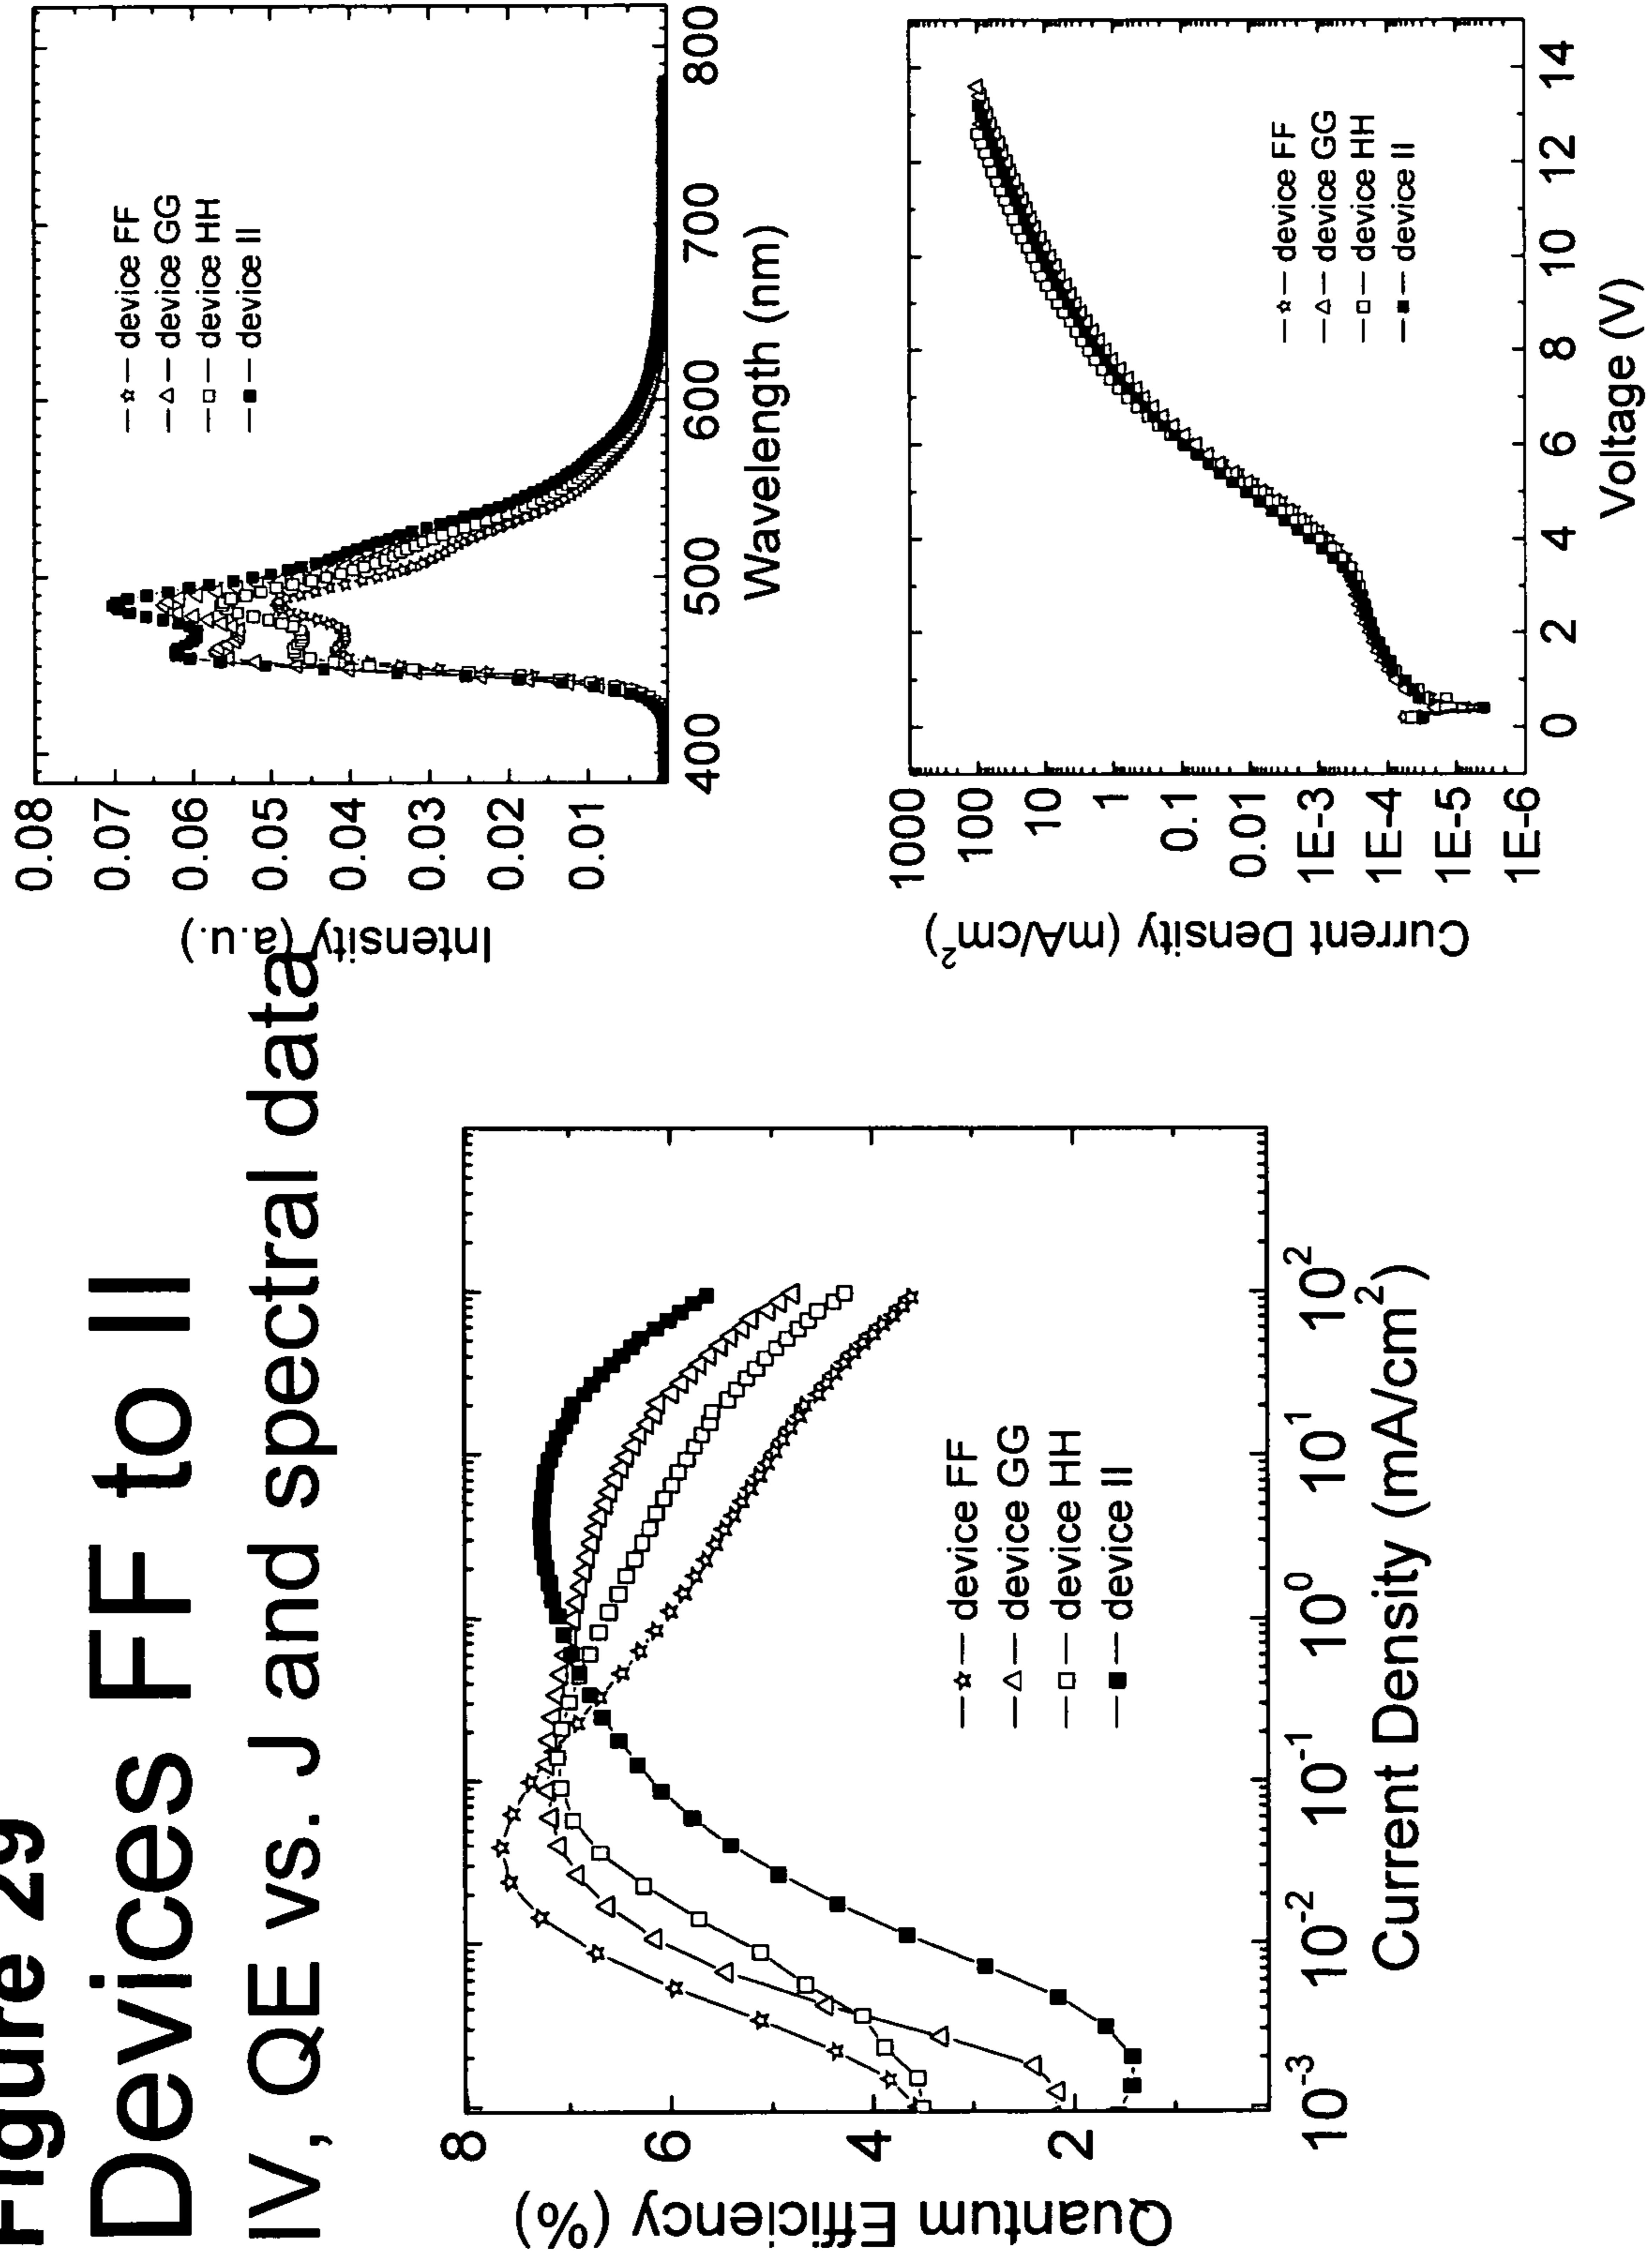 Figure 29
Devices FF to II
IV, QE vs. J and spectral data
Quantum Efficiency (%)
8
6
4
2
device FF
device GG
device HH
device II
10-3 10-2 10-1 100 101 102
Current Density (mA/cm2)
Intensity (a.u.)
0.08
0.07
0.06
0.05
0.04
0.03
0.02
0.01
device FF
device GG
device HH
device II
400 500 600 700 800
Wavelength (nm)
Current Density (mA/cm2)
1000
100
10
1
0.1
0.01
1E-3
1E-4
1E-5
1E-6
device FF
device GG
device HH
device II
0 2 4 6 8 10 12 14
Voltage (V)